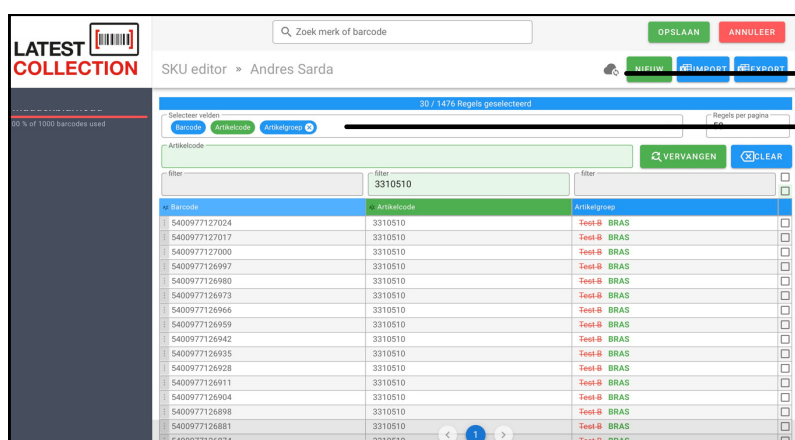 LATEST
COLLECTION
Zoek merk of barcode
OPSLAAN
ANNULEER
SKU editor » Andres Sarda
NIEUW
IMPORT
EXPORT
00 % of 1000 barcodes used
30 / 1476 Regels geselecteerd
Selecteer velden
Barcode Artikelcode Artikelgroep
Regels per pagina
50
Artikelcode
VERVANGEN
CLEAR
filter filter filter
3310510
Barcode Artikelcode Artikelgroep
5400977127024 3310510 Test B BRAS
5400977127017 3310510 Test B BRAS
5400977127000 3310510 Test B BRAS
5400977126997 3310510 Test B BRAS
5400977126980 3310510 Test B BRAS
5400977126973 3310510 Test B BRAS
5400977126966 3310510 Test B BRAS
5400977126959 3310510 Test B BRAS
5400977126942 3310510 Test B BRAS
5400977126935 3310510 Test B BRAS
5400977126928 3310510 Test B BRAS
5400977126911 3310510 Test B BRAS
5400977126904 3310510 Test B BRAS
5400977126898 3310510 Test B BRAS
5400977126881 3310510 Test B BRAS
5400977126874 3310510 Test B BRAS
1